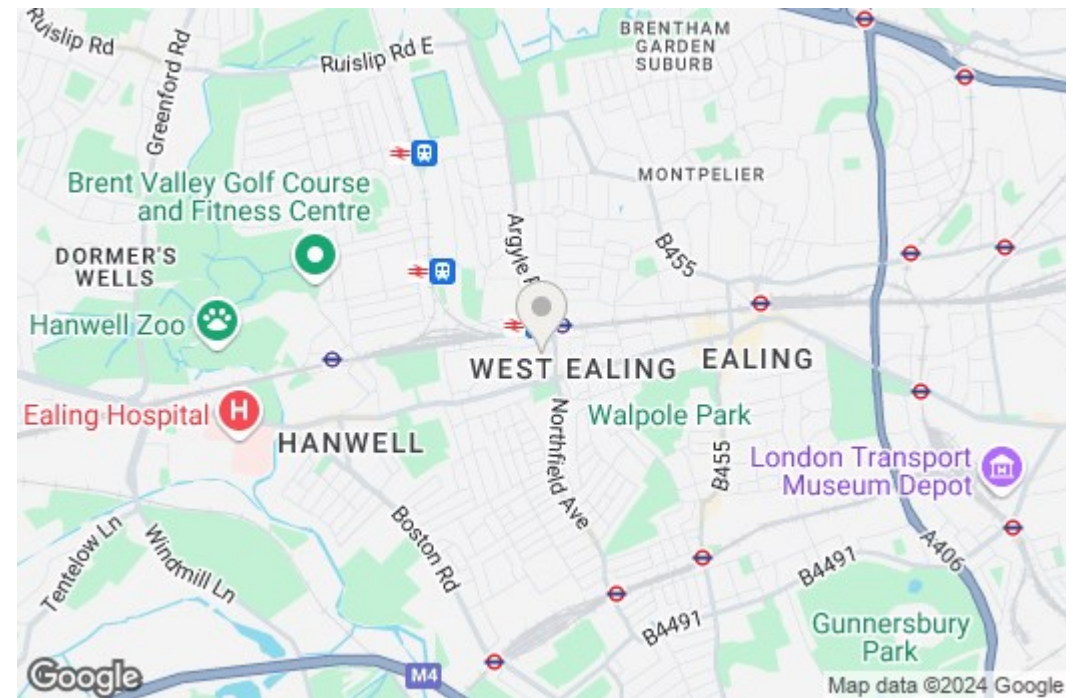 Ruislip Rd
Greenford Rd
Ruislip Rd E
BRENTHAM
GARDEN
SUBURB
Brent Valley Golf Course
and Fitness Centre
MONTPELIER
Argyle
B455
DORMER'S
WELLS
Hanwell Zoo
WEST EALING
EALING
Ealing Hospital
H
HANWELL
Walpole Park
Northfield Ave
B455
London Transport
Museum Depot
Boston Rd
Tentelow Ln
Windmill Ln
B4491
A406
B4491
Gunnersbury
Park
M4
Google
Map data ©2024 Google